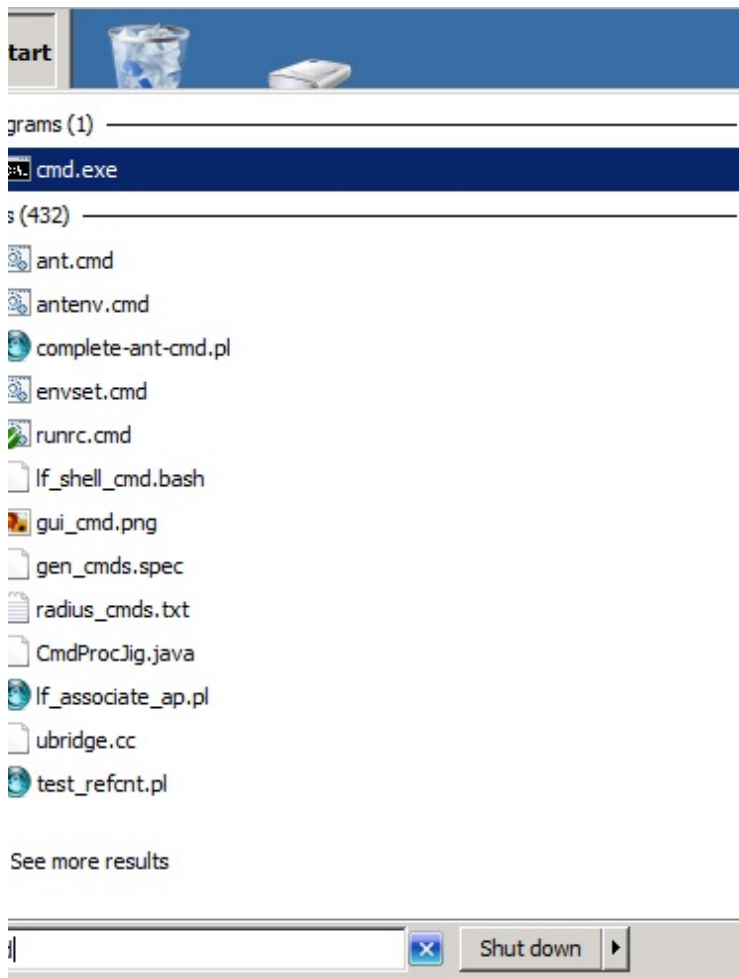 tart
grams (1)
cmd.exe
s (432)
ant.cmd
antenv.cmd
complete-ant-cmd.pl
envset.cmd
runrc.cmd
lf_shell_cmd.bash
gui_cmd.png
gen_cmds.spec
radius_cmds.txt
CmdProcJig.java
lf_associate_ap.pl
ubridge.cc
test_refcnt.pl
See more results
Shut down